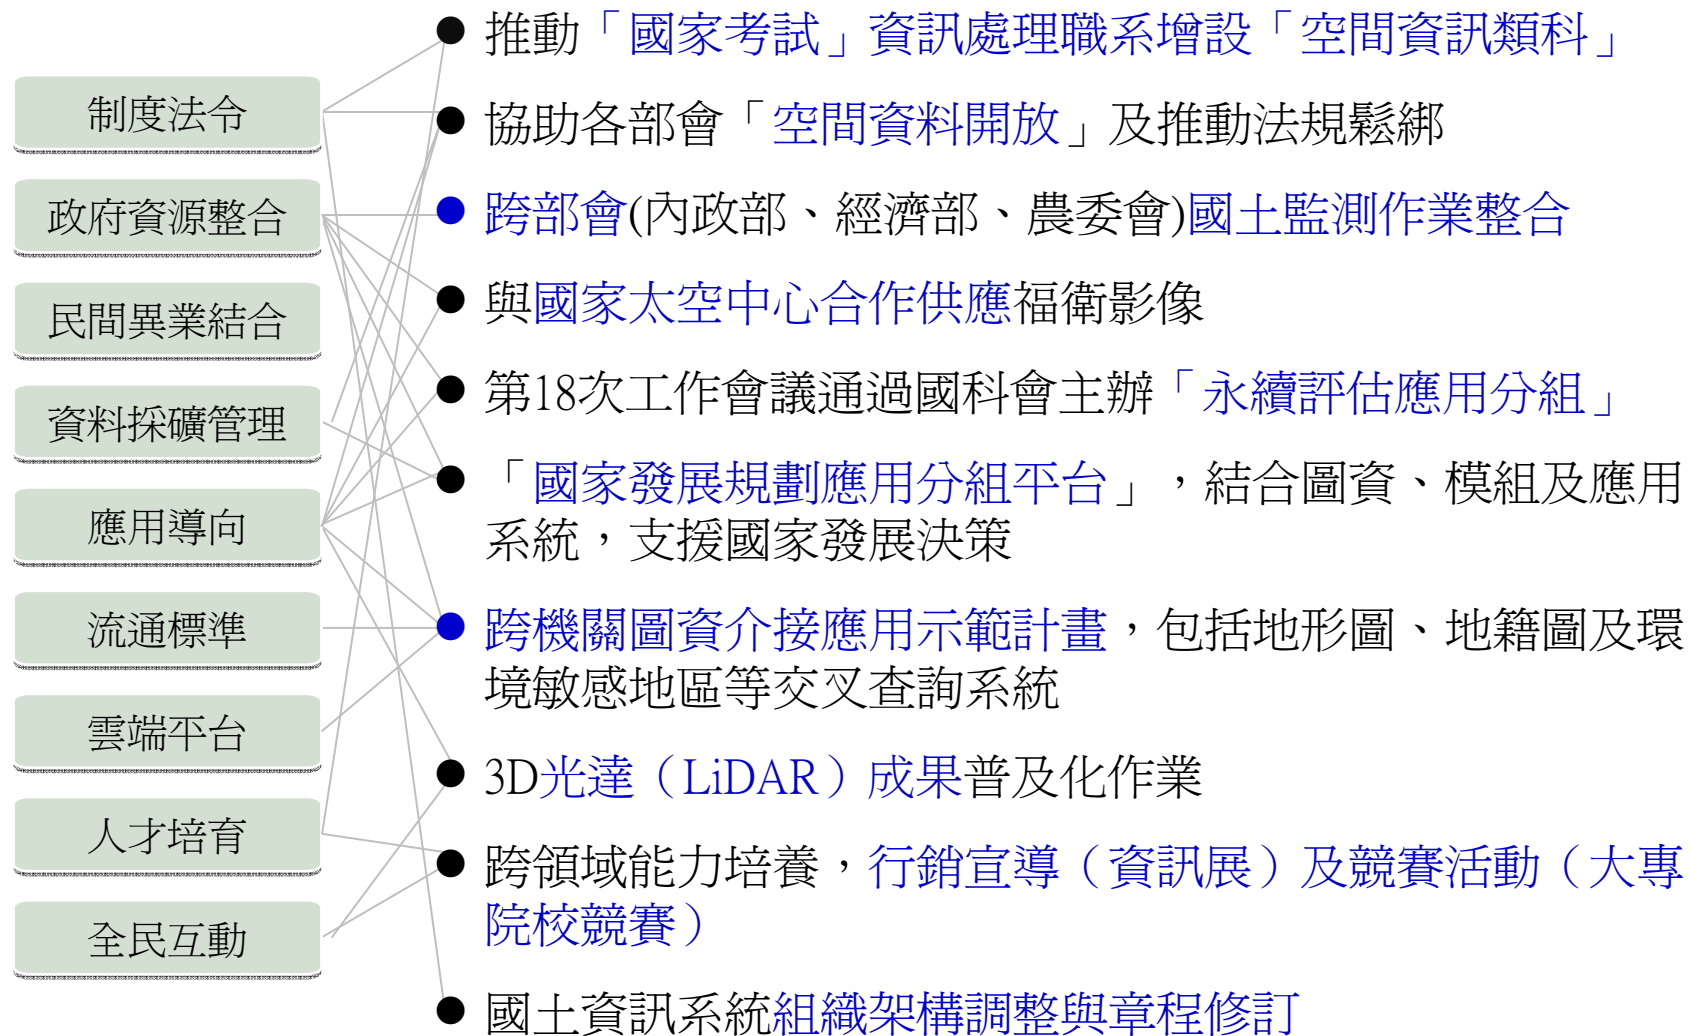 制度法令
政府資源整合
民間異業結合
資料採礦管理
應用導向
流通標準
雲端平台
人才培育
全民互動
推動「國家考試」資訊處理職系增設「空間資訊類科」
協助各部會「空間資料開放」及推動法規鬆綁
跨部會(內政部、經濟部、農委會)國土監測作業整合
與國家太空中心合作供應福衛影像
第18次工作會議通過國科會主辦「永續評估應用分組」
「國家發展規劃應用分組平台」，結合圖資、模組及應用
系統，支援國家發展決策
跨機關圖資介接應用示範計畫，包括地形圖、地籍圖及環
境敏感地區等交叉查詢系統
3D光達（LiDAR）成果普及化作業
跨領域能力培養，行銷宣導（資訊展）及競賽活動（大專
院校競賽）
國土資訊系統組織架構調整與章程修訂